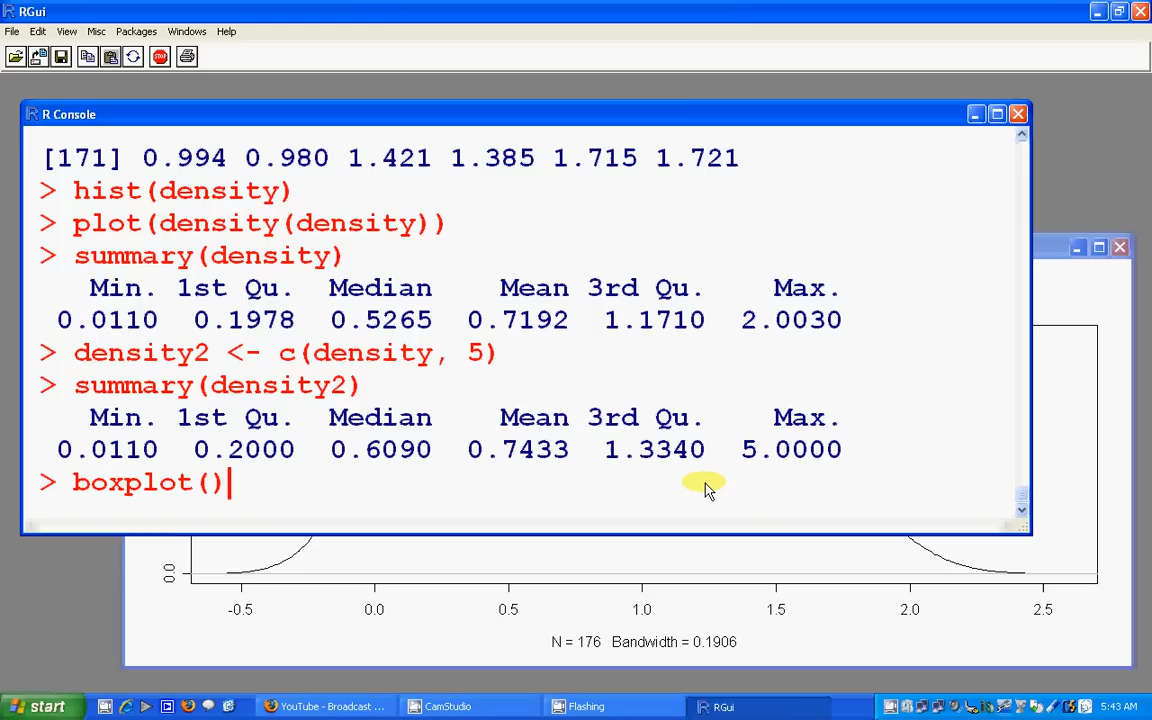 RGui
File Edit View Misc Packages Windows Help
STOP
R Console
[171] 0.994 0.980 1.421 1.385 1.715 1.721
> hist(density)
> plot(density(density))
> summary(density)
Min. 1st Qu. Median Mean 3rd Qu. Max.
0.0110 0.1978 0.5265 0.7192 1.1710 2.0030
> density2 <- c(density, 5)
> summary(density2)
Min. 1st Qu. Median Mean 3rd Qu. Max.
0.0110 0.2000 0.6090 0.7433 1.3340 5.0000
> boxplot()
0.0
-0.5 0.0 0.5 1.0 1.5 2.0 2.5
N = 176 Bandwidth = 0.1906
start YouTube - Broadcast ... CamStudio Flashing RGui 5:43 AM